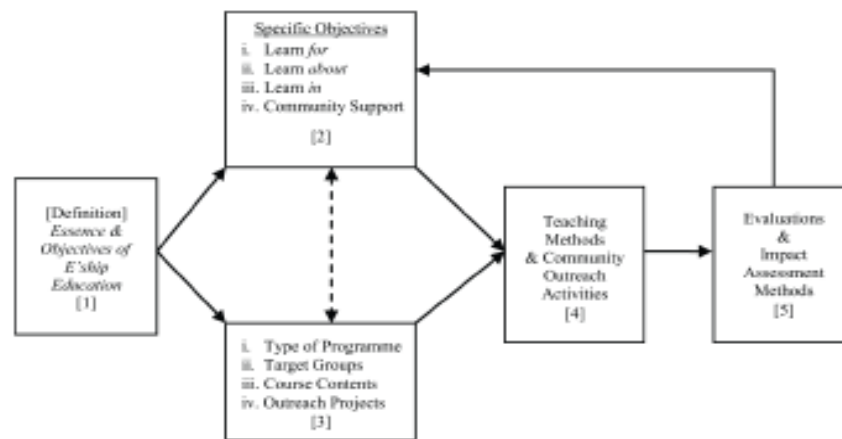 Specific Objectives
i. Learn for
ii. Learn about
iii. Learn in
iv. Community Support
[2]
[Definition]
Essence &
Objectives of
E'ship
Education
[1]
Teaching
Methods
& Community
Outreach
Activities
[4]
Evaluations
&
Impact
Assessment
Methods
[5]
i. Type of Programme
ii. Target Groups
iii. Course Contents
iv. Outreach Projects
[3]